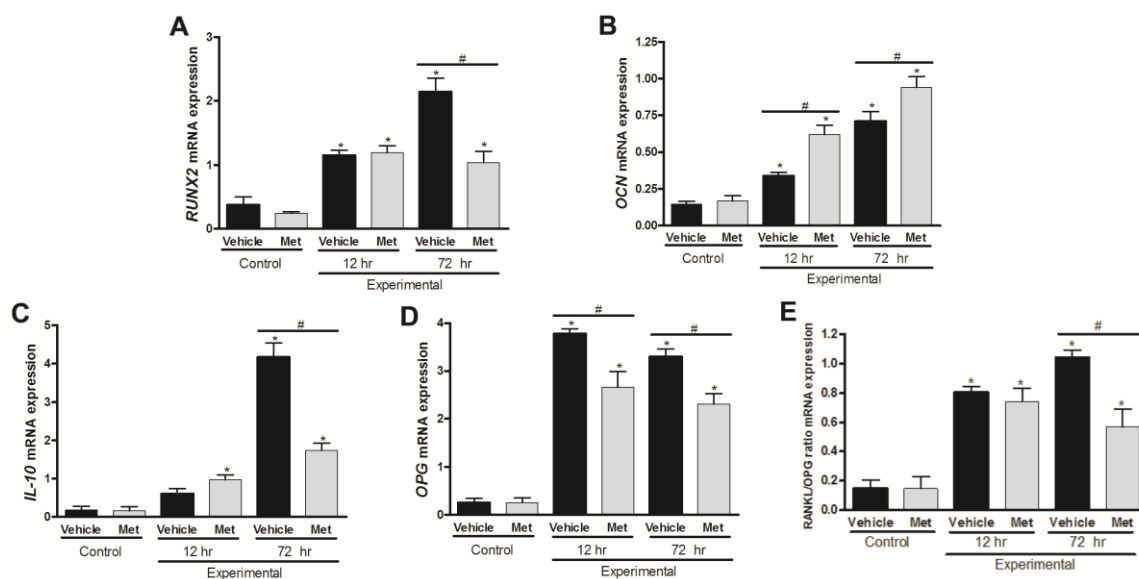 A
RUNX2 mRNA expression
3
2
1
0
#
* * * *
Vehicle Met Vehicle Met Vehicle Met
Control 12 hr 72 hr
Experimental
B
OCN mRNA expression
1.25
1.00
0.75
0.50
0.25
0.00
# #
* * * *
Vehicle Met Vehicle Met Vehicle Met
Control 12 hr 72 hr
Experimental
C
IL-10 mRNA expression
5
4
3
2
1
0
#
* * *
Vehicle Met Vehicle Met Vehicle Met
Control 12 hr 72 hr
Experimental
D
OPG mRNA expression
4
3
2
1
0
# #
* * * *
Vehicle Met Vehicle Met Vehicle Met
Control 12 hr 72 hr
Experimental
E
RANKL/OPG ratio mRNA expression
1.2
1.0
0.8
0.6
0.4
0.2
0.0
#
* * * *
Vehicle Met Vehicle Met Vehicle Met
Control 12 hr 72 hr
Experimental